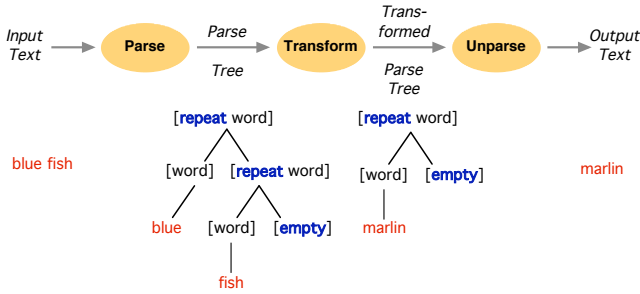 Input
Text
Parse
Parse
Tree
Transform
Trans-
formed
Parse
Tree
Unparse
Output
Text
blue fish
[repeat word]
[word] [repeat word]
blue [word] [empty]
fish
[repeat word]
[word] [empty]
marlin
marlin